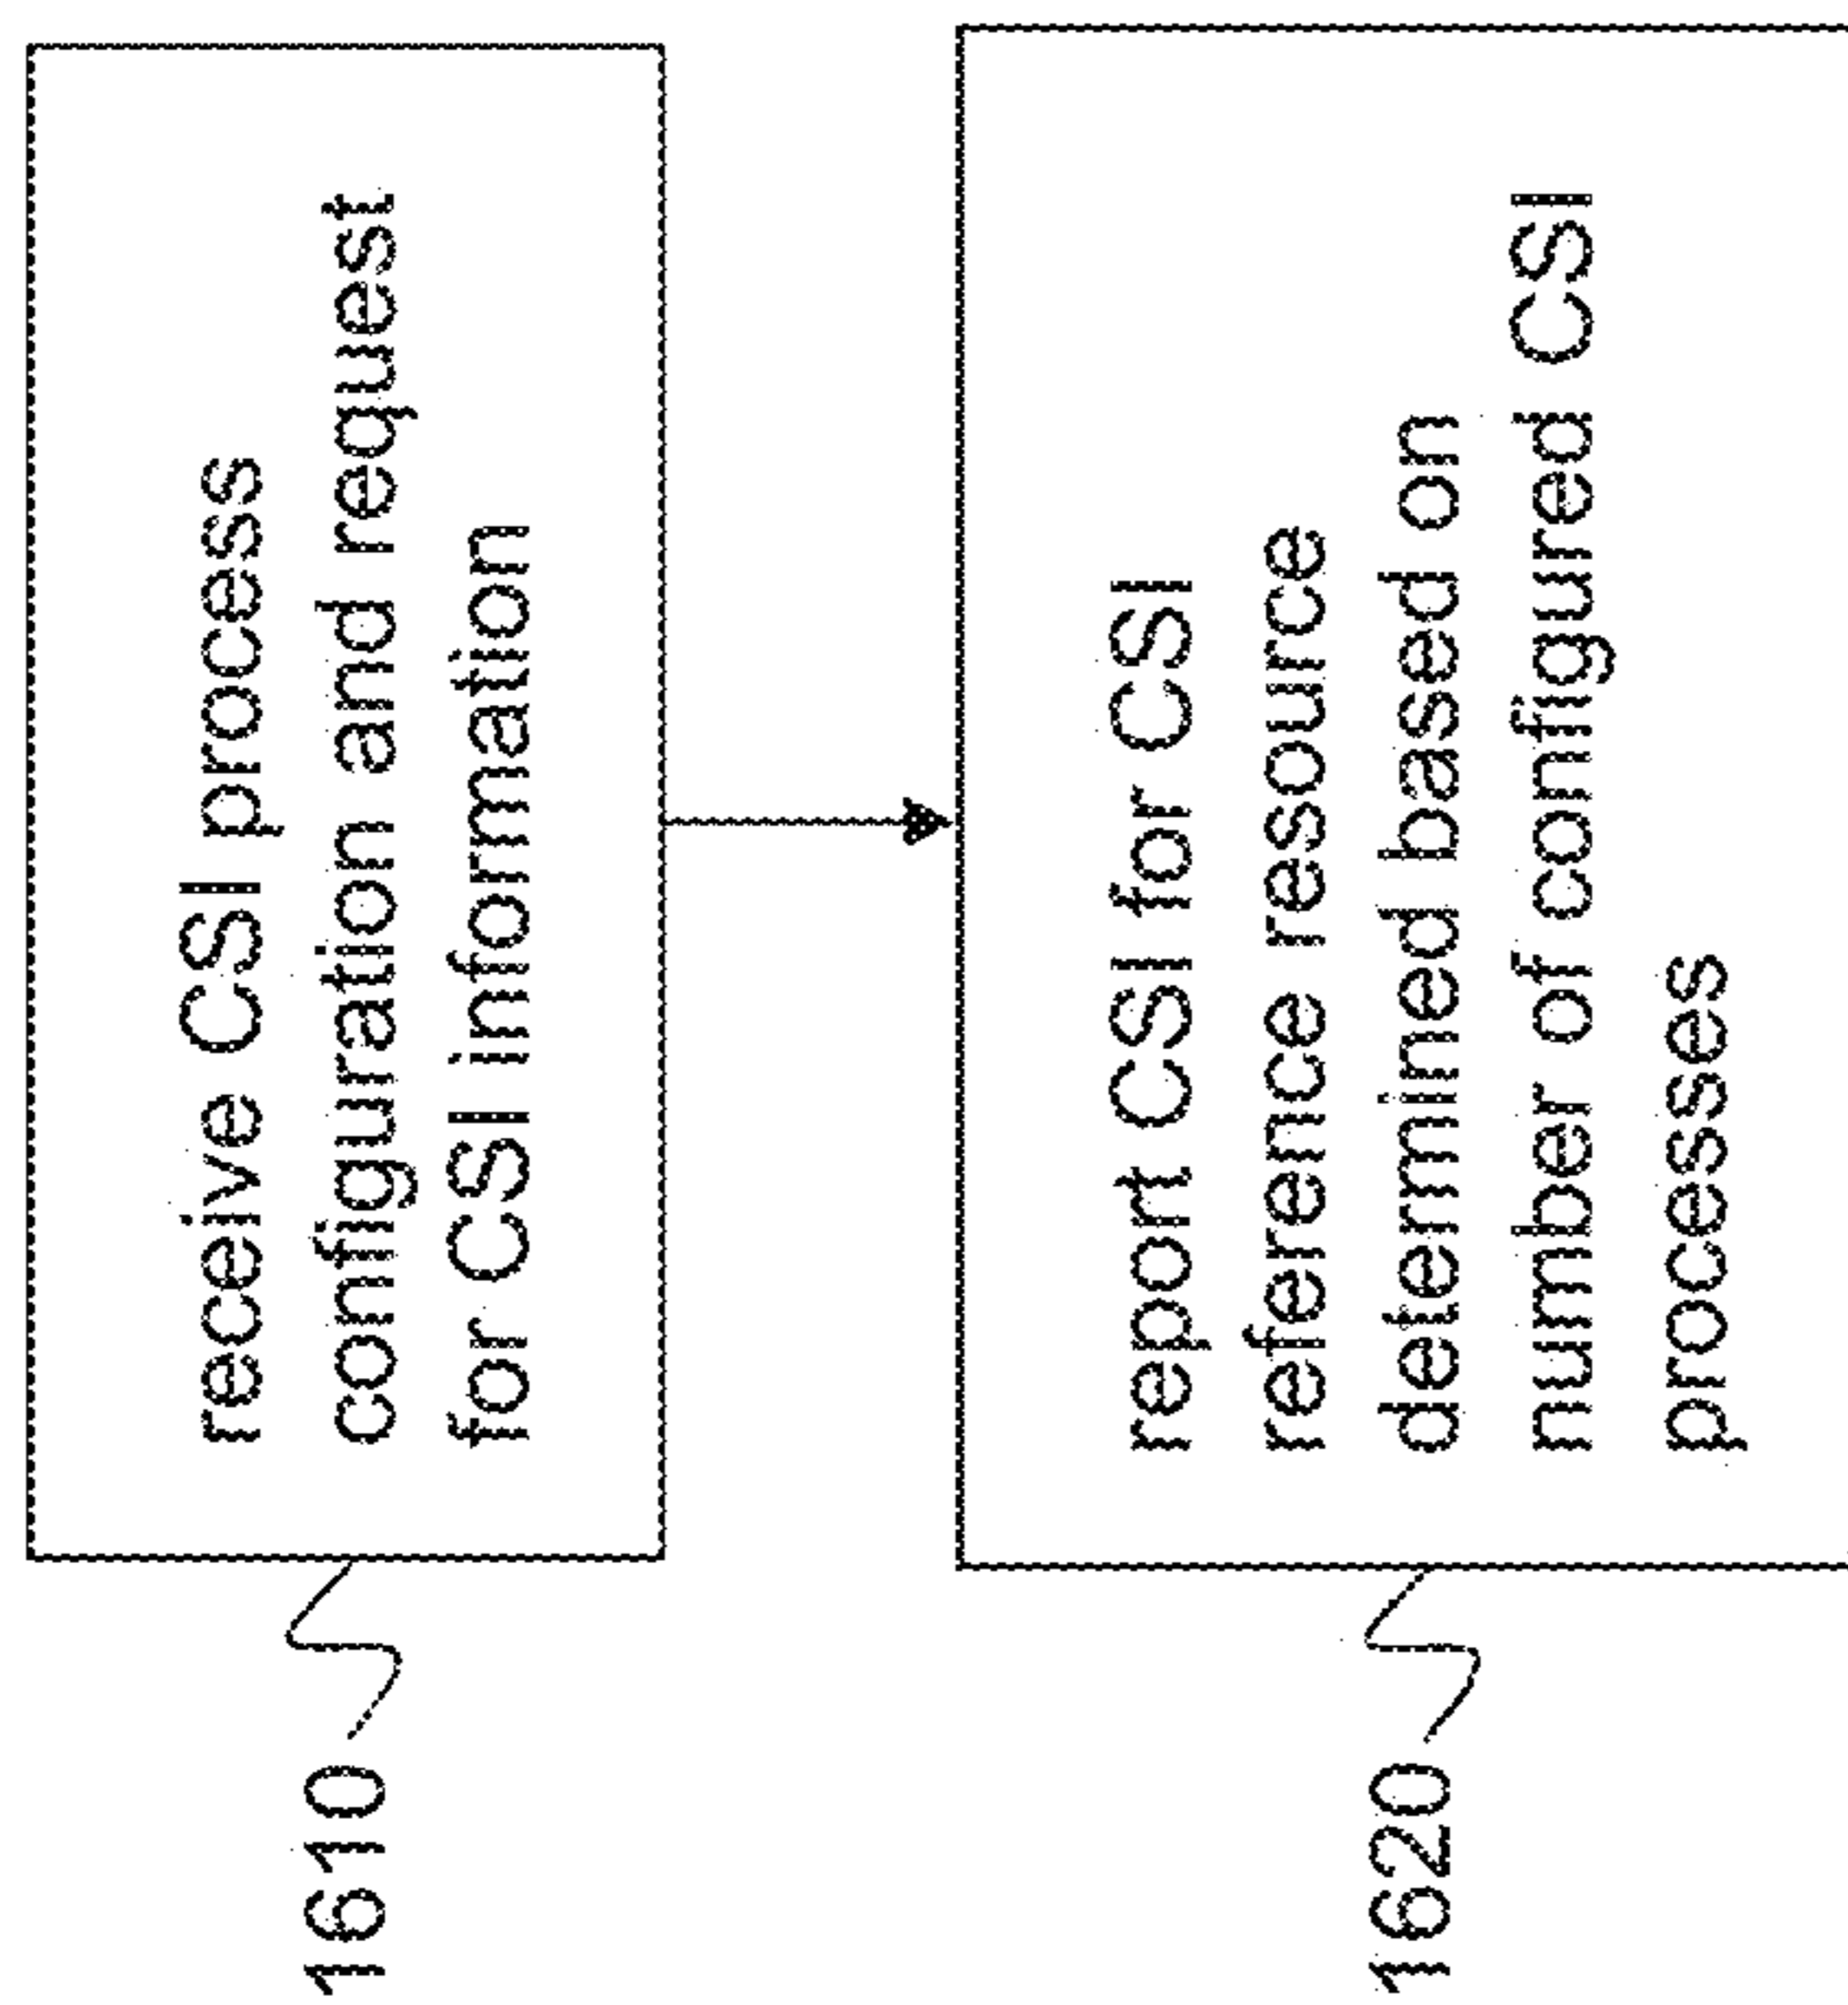 1610
receive CSI process
configuration and request
for CSI information
1620
report CSI for CSI
reference resource
determined based on
number of configured CSI
processes